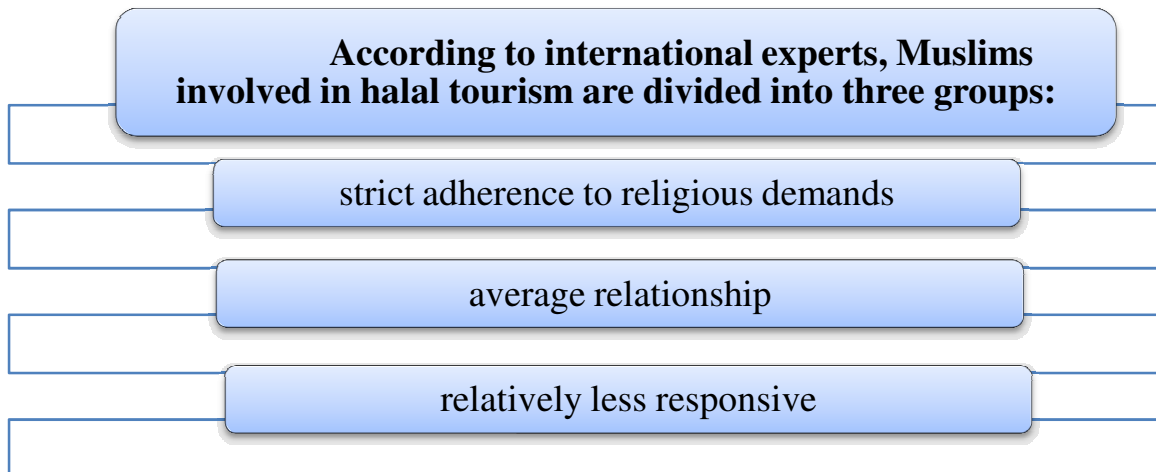 According to international experts, Muslims
involved in halal tourism are divided into three groups:
strict adherence to religious demands
average relationship
relatively less responsive